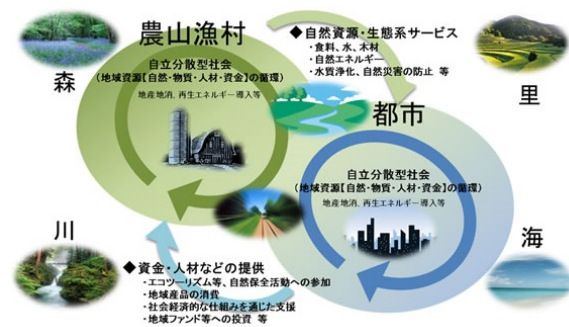 農山漁村
森
自立分散型社会
(地域資源【自然・物質・人材・資金】の循環)
地産地消、再生エネルギー導入等
◆自然資源・生態系サービス
・食料、水、木材
・自然エネルギー
・水質浄化、自然災害の防止 等
里
都市
自立分散型社会
(地域資源【自然・物質・人材・資金】の循環)
地産地消、再生エネルギー導入等
川
◆資金・人材などの提供
・エコツーリズム等、自然保全活動への参加
・地域産品の消費
・社会経済的な仕組みを通じた支援
・地域ファンド等への投資 等
海